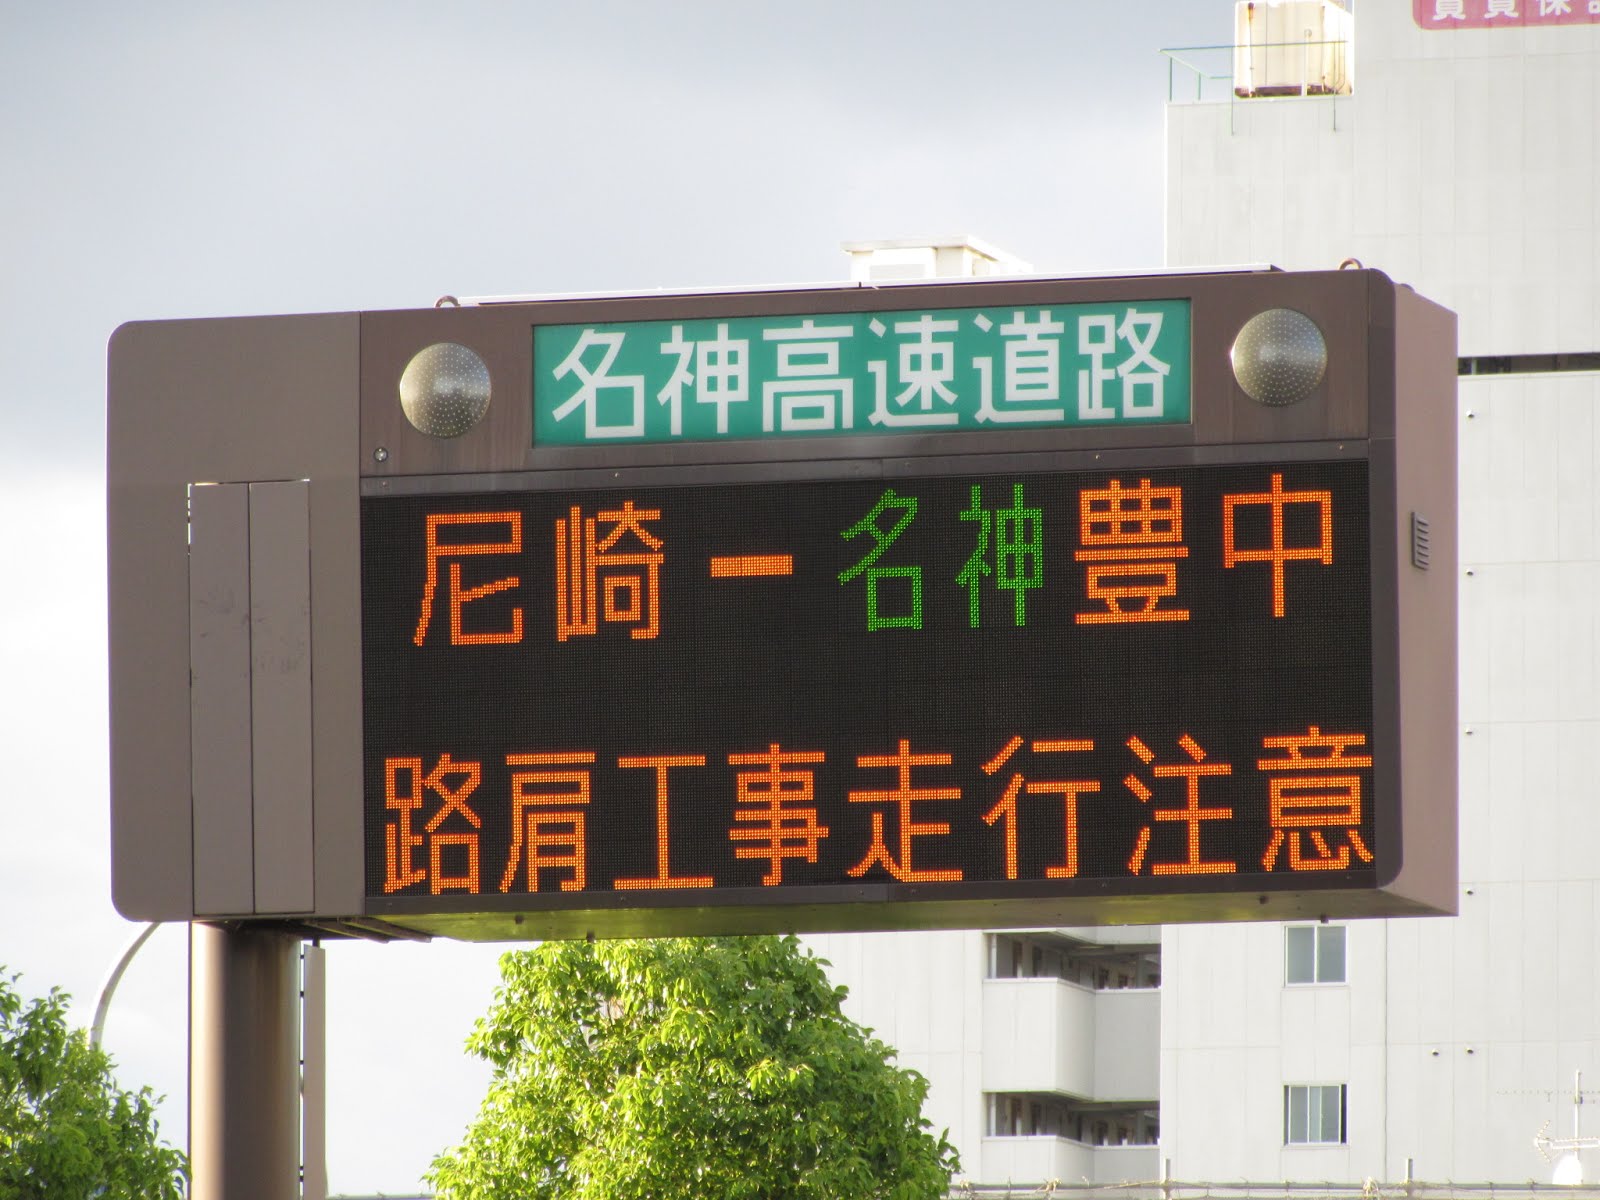 名神高速道路
尼崎ー名神豊中
路肩工事走行注意